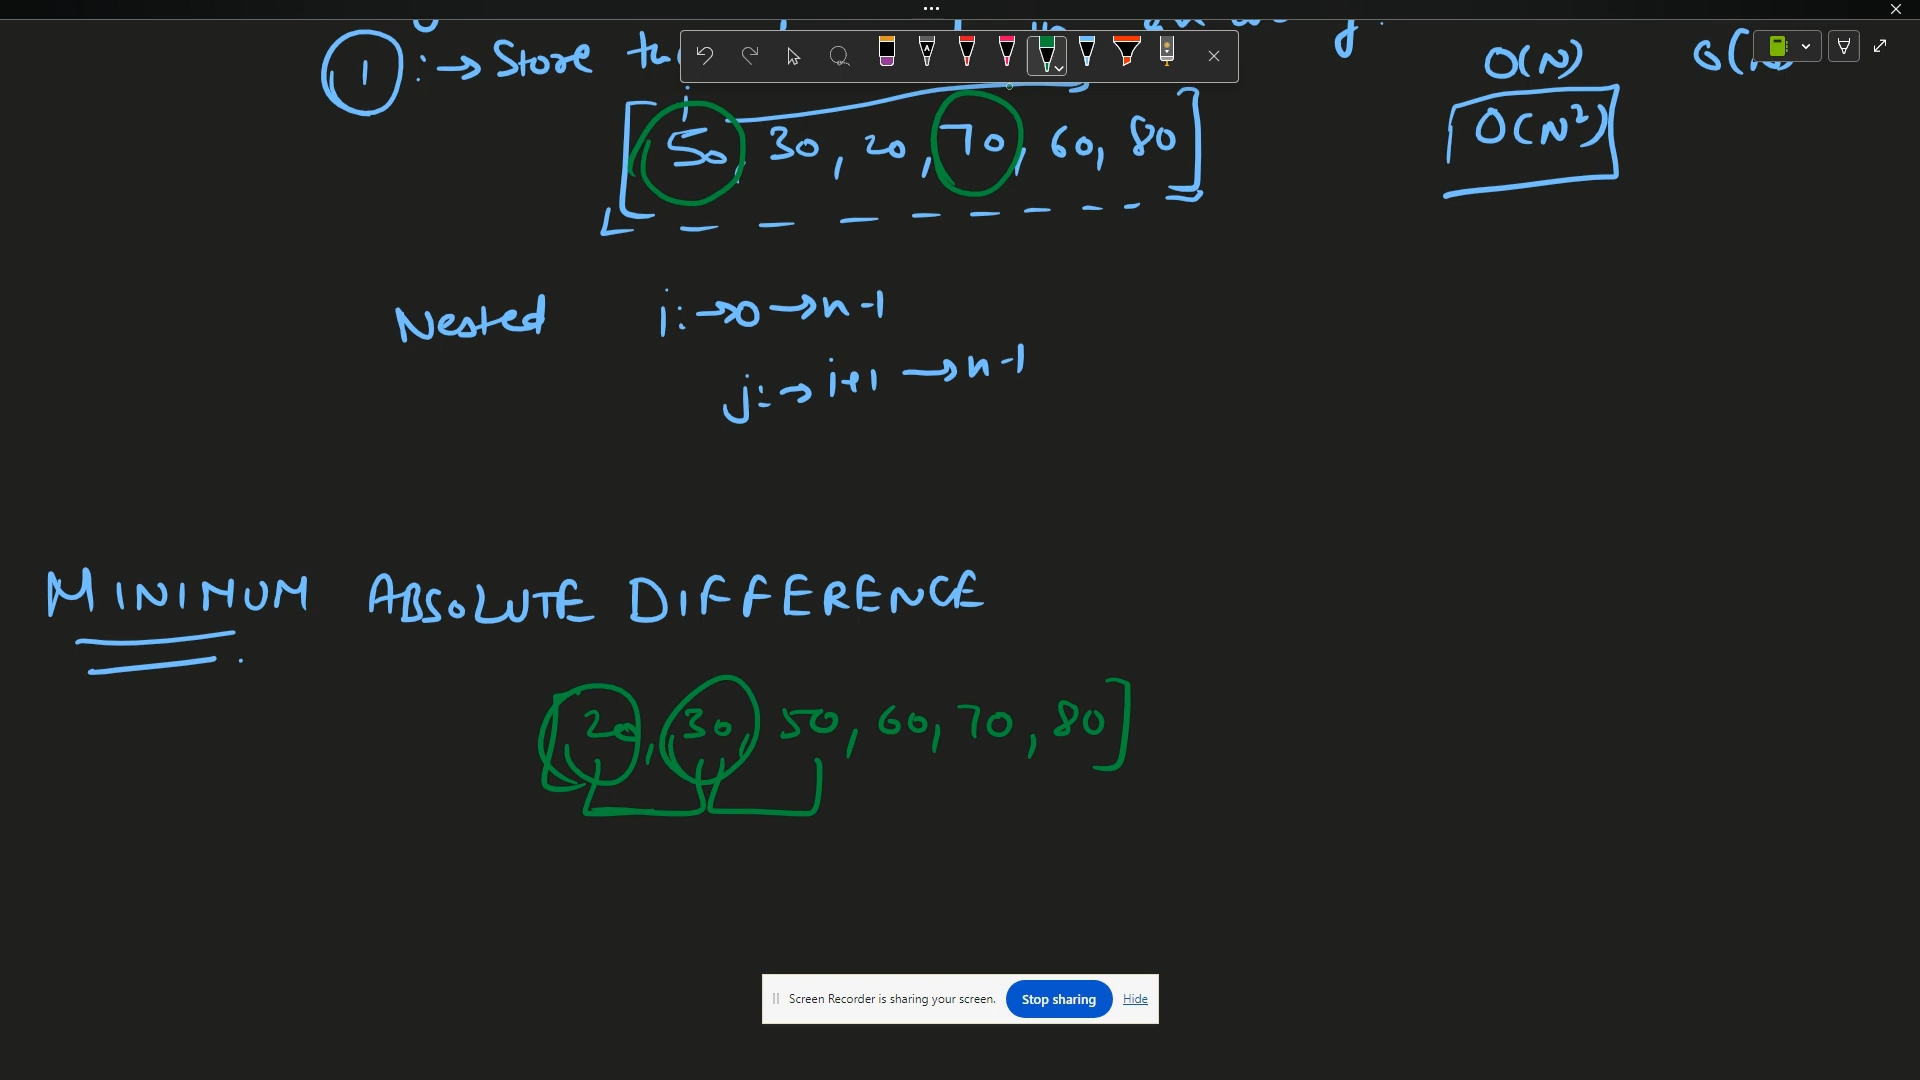 1 :→ Store
O(N)
[50, 30, 20, 70, 60, 80]
O(N²)
i
Nested i: →0 →n-1
j: → i+1 →n-1
MINIMUM ABSOLUTE DIFFERENCE
[20, 30, 50, 60, 70, 80]
Screen Recorder is sharing your screen. Stop sharing Hide